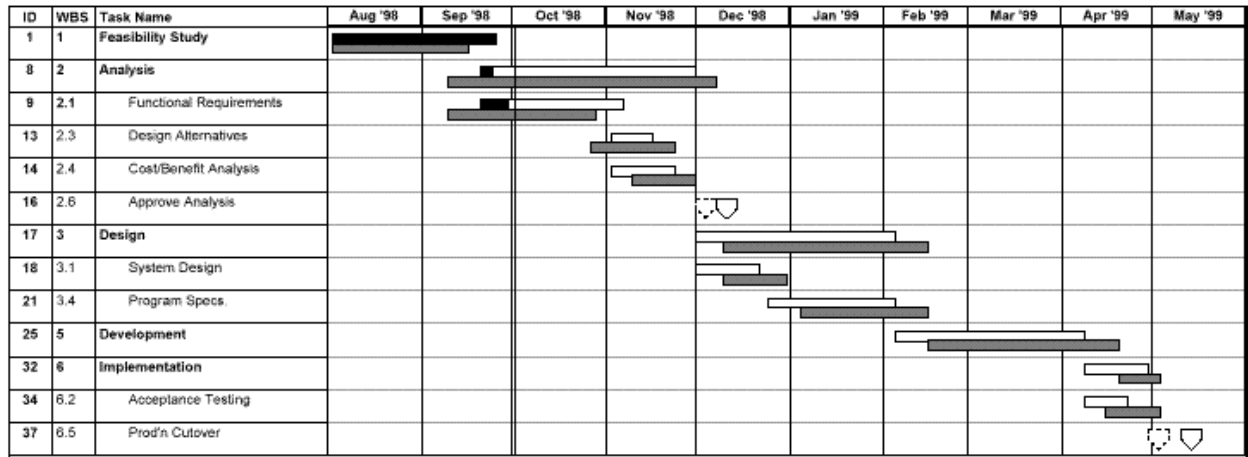 ID WBS Task Name Aug '98 Sep '98 Oct '98 Nov '98 Dec '98 Jan '99 Feb '99 Mar '99 Apr '99 May '99
1 1 Feasibility Study
8 2 Analysis
9 2.1 Functional Requirements
13 2.3 Design Alternatives
14 2.4 Cost/Benefit Analysis
16 2.6 Approve Analysis
17 3 Design
18 3.1 System Design
21 3.4 Program Specs.
25 5 Development
32 6 Implementation
34 6.2 Acceptance Testing
37 6.5 Prod'n Cutover